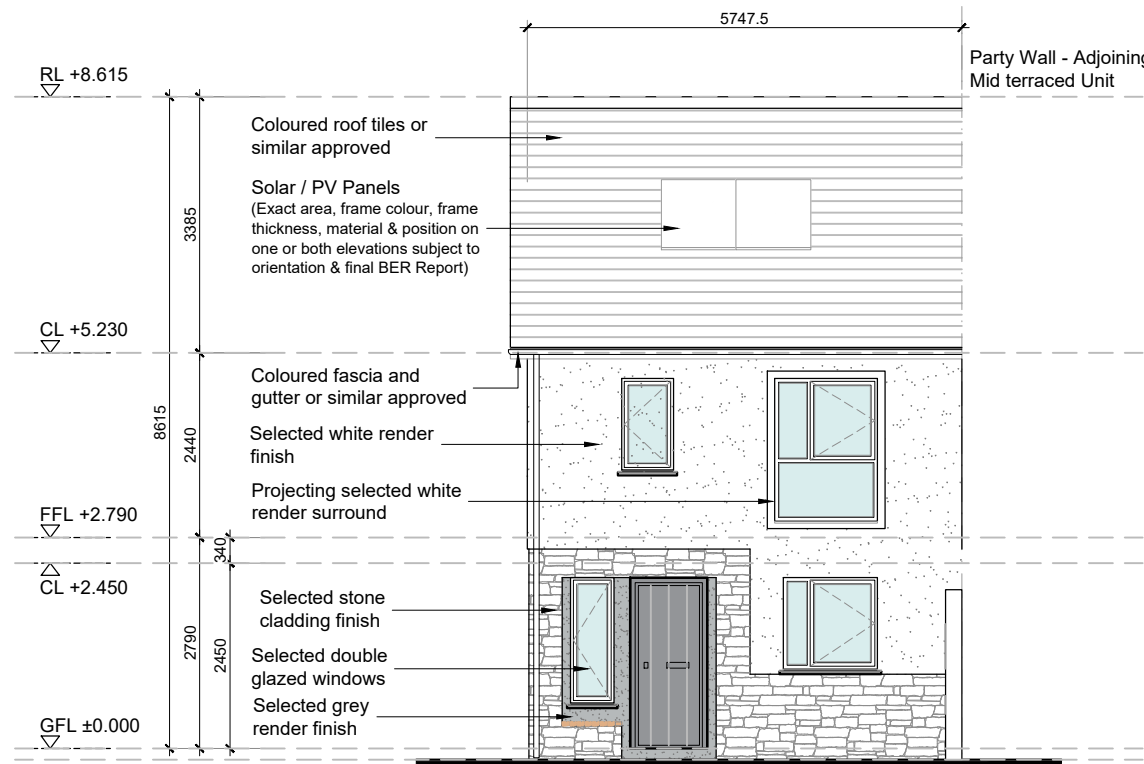 5747.5
Party Wall - Adjoining
Mid terraced Unit
RL +8.615
Coloured roof tiles or
similar approved
Solar / PV Panels
(Exact area, frame colour, frame
thickness, material & position on
one or both elevations subject to
orientation & final BER Report)
3385
CL +5.230
Coloured fascia and
gutter or similar approved
8615
2440
Selected white render
finish
Projecting selected white
render surround
FFL +2.790
340
CL +2.450
Selected stone
cladding finish
2790
2450
Selected double
glazed windows
Selected grey
render finish
GFL ±0.000